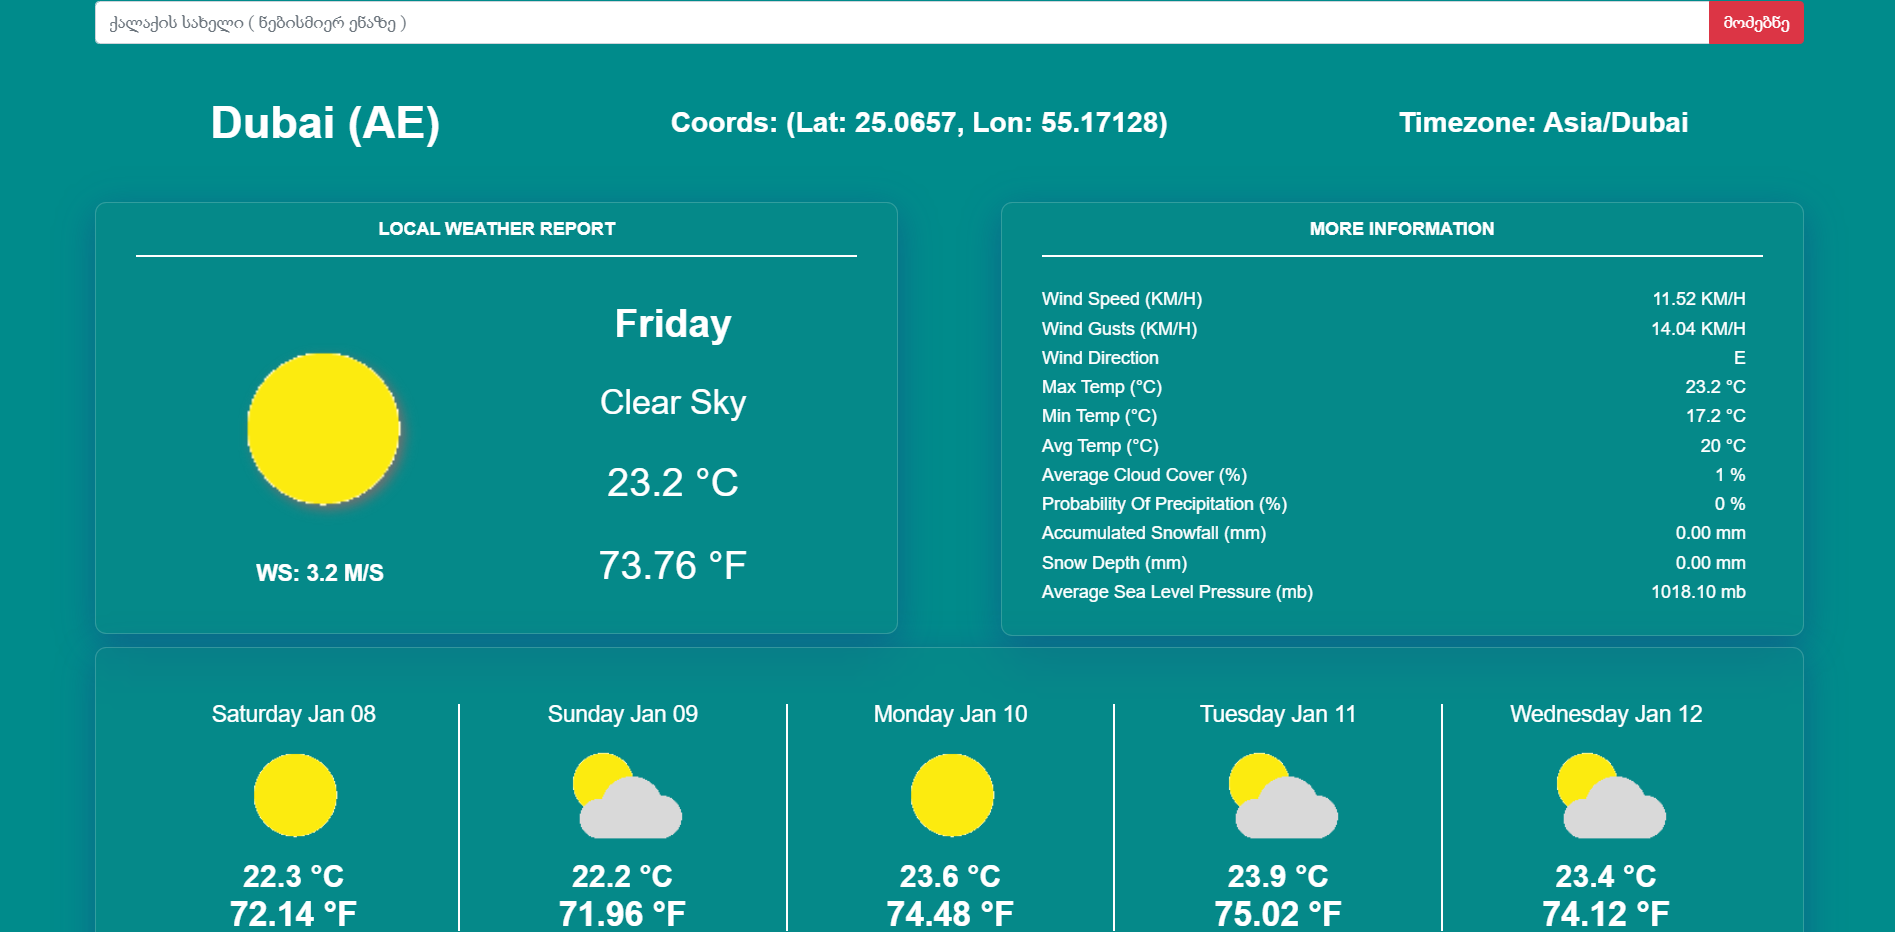 ქალაქის სახელი ( ნებისმიერ ენაზე )
მოძებნე
Dubai (AE)
Coords: (Lat: 25.0657, Lon: 55.17128)
Timezone: Asia/Dubai
LOCAL WEATHER REPORT
Friday
Clear Sky
23.2 °C
73.76 °F
WS: 3.2 M/S
MORE INFORMATION
Wind Speed (KM/H) 11.52 KM/H
Wind Gusts (KM/H) 14.04 KM/H
Wind Direction E
Max Temp (°C) 23.2 °C
Min Temp (°C) 17.2 °C
Avg Temp (°C) 20 °C
Average Cloud Cover (%) 1 %
Probability Of Precipitation (%) 0 %
Accumulated Snowfall (mm) 0.00 mm
Snow Depth (mm) 0.00 mm
Average Sea Level Pressure (mb) 1018.10 mb
Saturday Jan 08
22.3 °C
72.14 °F
Sunday Jan 09
22.2 °C
71.96 °F
Monday Jan 10
23.6 °C
74.48 °F
Tuesday Jan 11
23.9 °C
75.02 °F
Wednesday Jan 12
23.4 °C
74.12 °F